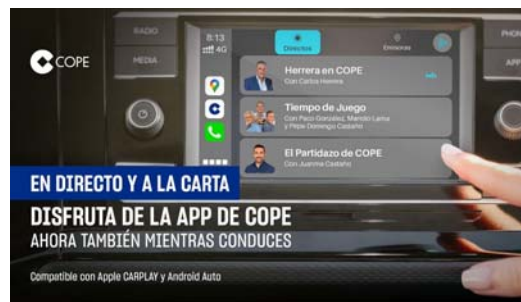 COPE
RADIO
MEDIA
8:13
4G
Directos
Emisoras
PHON
APP
Herrera en COPE
Con Carlos Herrera
Tiempo de Juego
Con Paco González, Manolo Lama
y Pepe Domingo Castaño
El Partidazo de COPE
Con Juanma Castaño
EN DIRECTO Y A LA CARTA
DISFRUTA DE LA APP DE COPE
AHORA TAMBIÉN MIENTRAS CONDUCES
Compatible con Apple CARPLAY y Android Auto